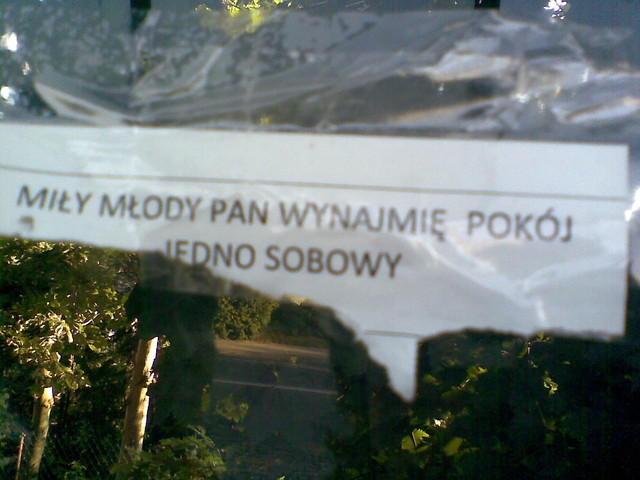 MIŁY MŁODY PAN WYNAJMIĘ POKÓJ
JEDNO SOBOWY